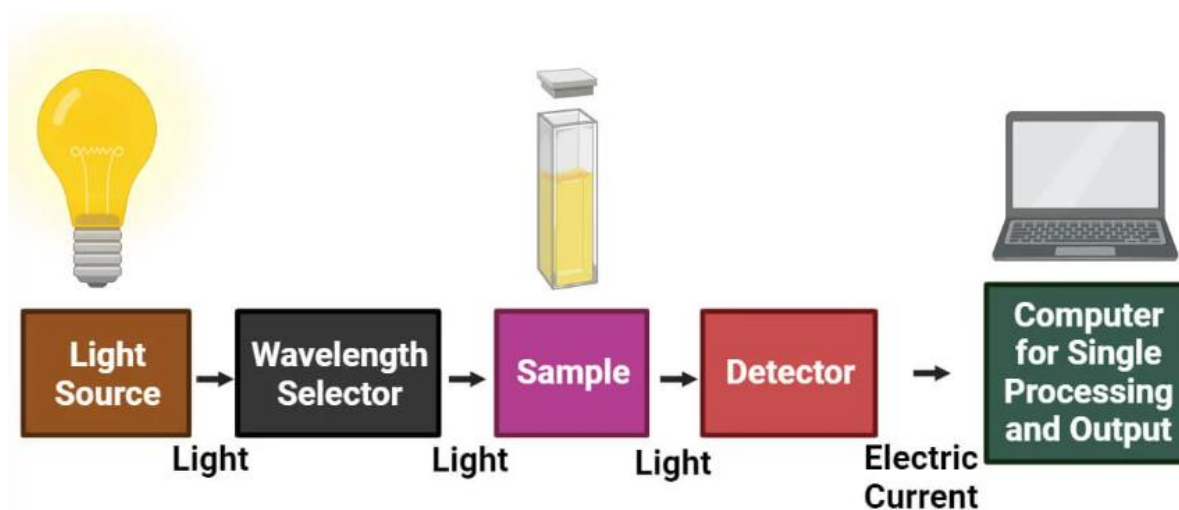 Light
Source
Wavelength
Selector
Sample
Detector
Computer
for Single
Processing
and Output
Light
Light
Light
Electric
Current